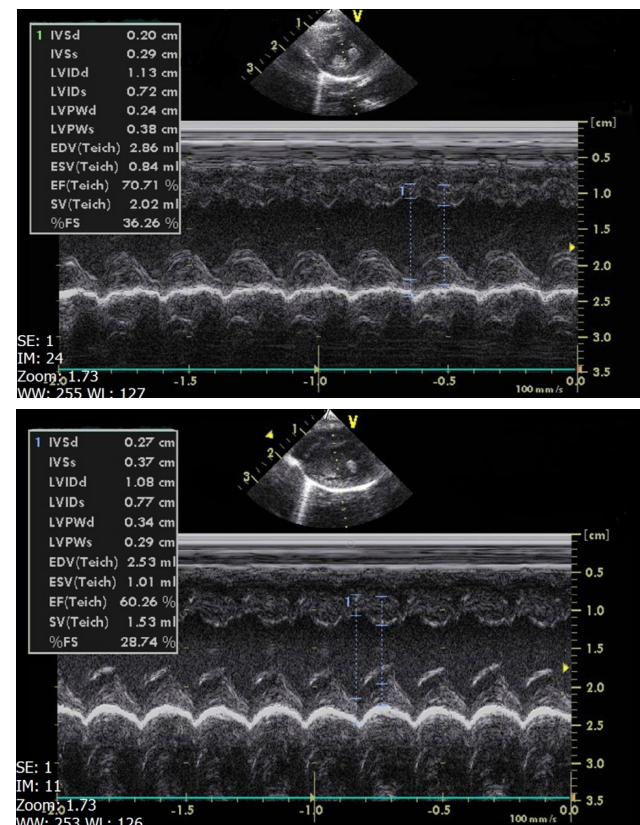 V
1
2
3
1 IVSd 0.20 cm
IVSs 0.29 cm
LVIDd 1.13 cm
LVIDs 0.72 cm
LVPWd 0.24 cm
LVPWs 0.38 cm
EDV(Teich) 2.86 ml
ESV(Teich) 0.84 ml
EF(Teich) 70.71 %
SV(Teich) 2.02 ml
%FS 36.26 %
[cm]
0.5
1.0
1
1.5
2.0
2.5
3.0
3.5
SE: 1
IM: 24
Zoom: 1.73
WW: 255 WL: 127
-2.0 -1.5 -1.0 -0.5 0.0
100 mm/s
V
1
2
3
1 IVSd 0.27 cm
IVSs 0.37 cm
LVIDd 1.08 cm
LVIDs 0.77 cm
LVPWd 0.34 cm
LVPWs 0.29 cm
EDV(Teich) 2.53 ml
ESV(Teich) 1.01 ml
EF(Teich) 60.26 %
SV(Teich) 1.53 ml
%FS 28.74 %
[cm]
0.5
1
1.0
1.5
2.0
2.5
3.0
3.5
SE: 1
IM: 11
Zoom: 1.73
WW: 253 WL: 126
-2.0 -1.5 -1.0 -0.5 0.0
100 mm/s